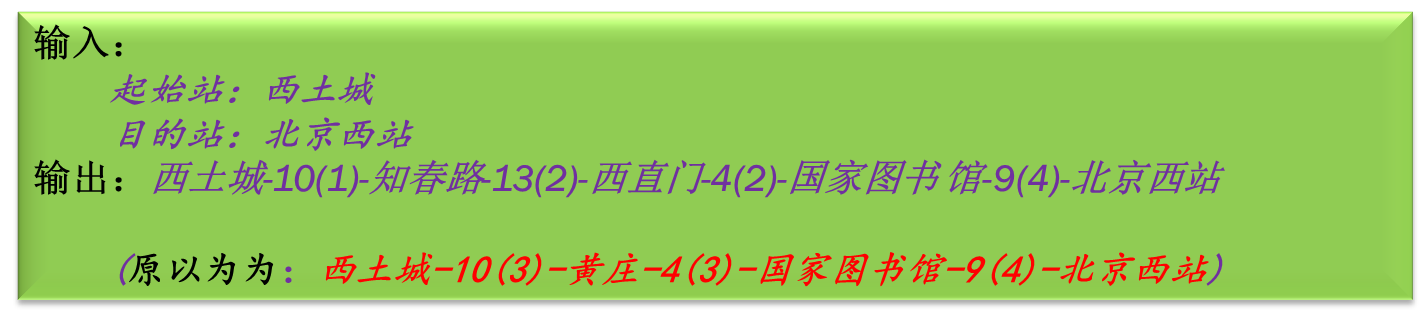 输入：
起始站：西土城
目的站：北京西站
输出：西土城-10(1)-知春路-13(2)-西直门-4(2)-国家图书馆-9(4)-北京西站
(原以为为：西土城-10(3)-黄庄-4(3)-国家图书馆-9(4)-北京西站)